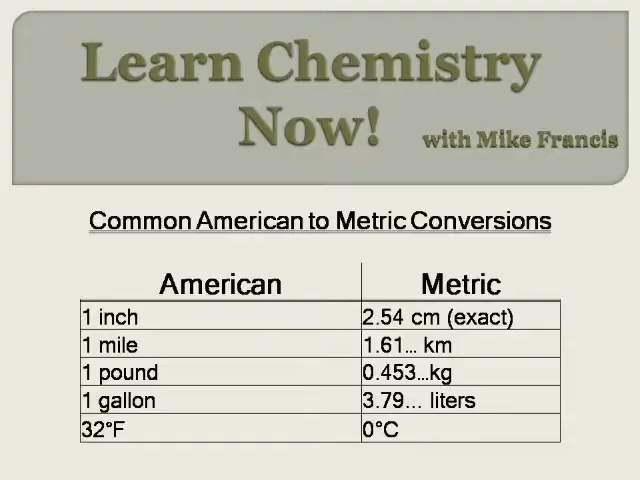 Learn Chemistry
Now!
with Mike Francis
Common American to Metric Conversions
American Metric
1 inch 2.54 cm (exact)
1 mile 1.61... km
1 pound 0.453...kg
1 gallon 3.79... liters
32°F 0°C